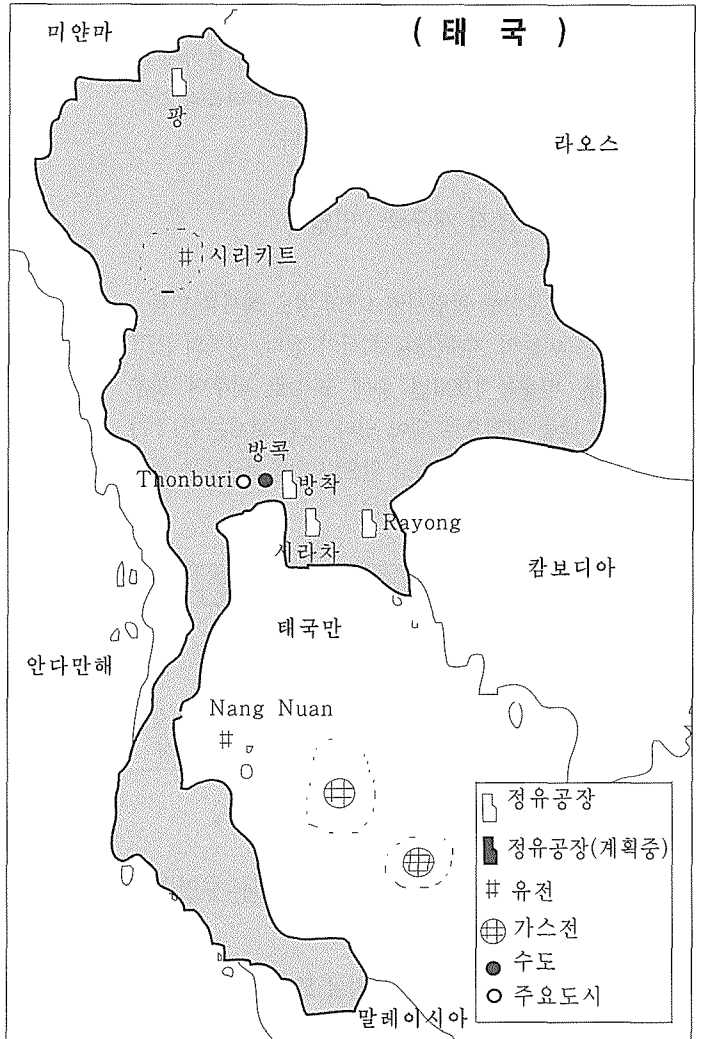 ( 태 국 )
미얀마
팡
라오스
시리키트
방콕
Thonburi
방착
시라차
Rayong
캄보디아
태국만
안다만해
Nang Nuan
정유공장
정유공장(계획중)
유전
가스전
수도
주요도시
말레이시아